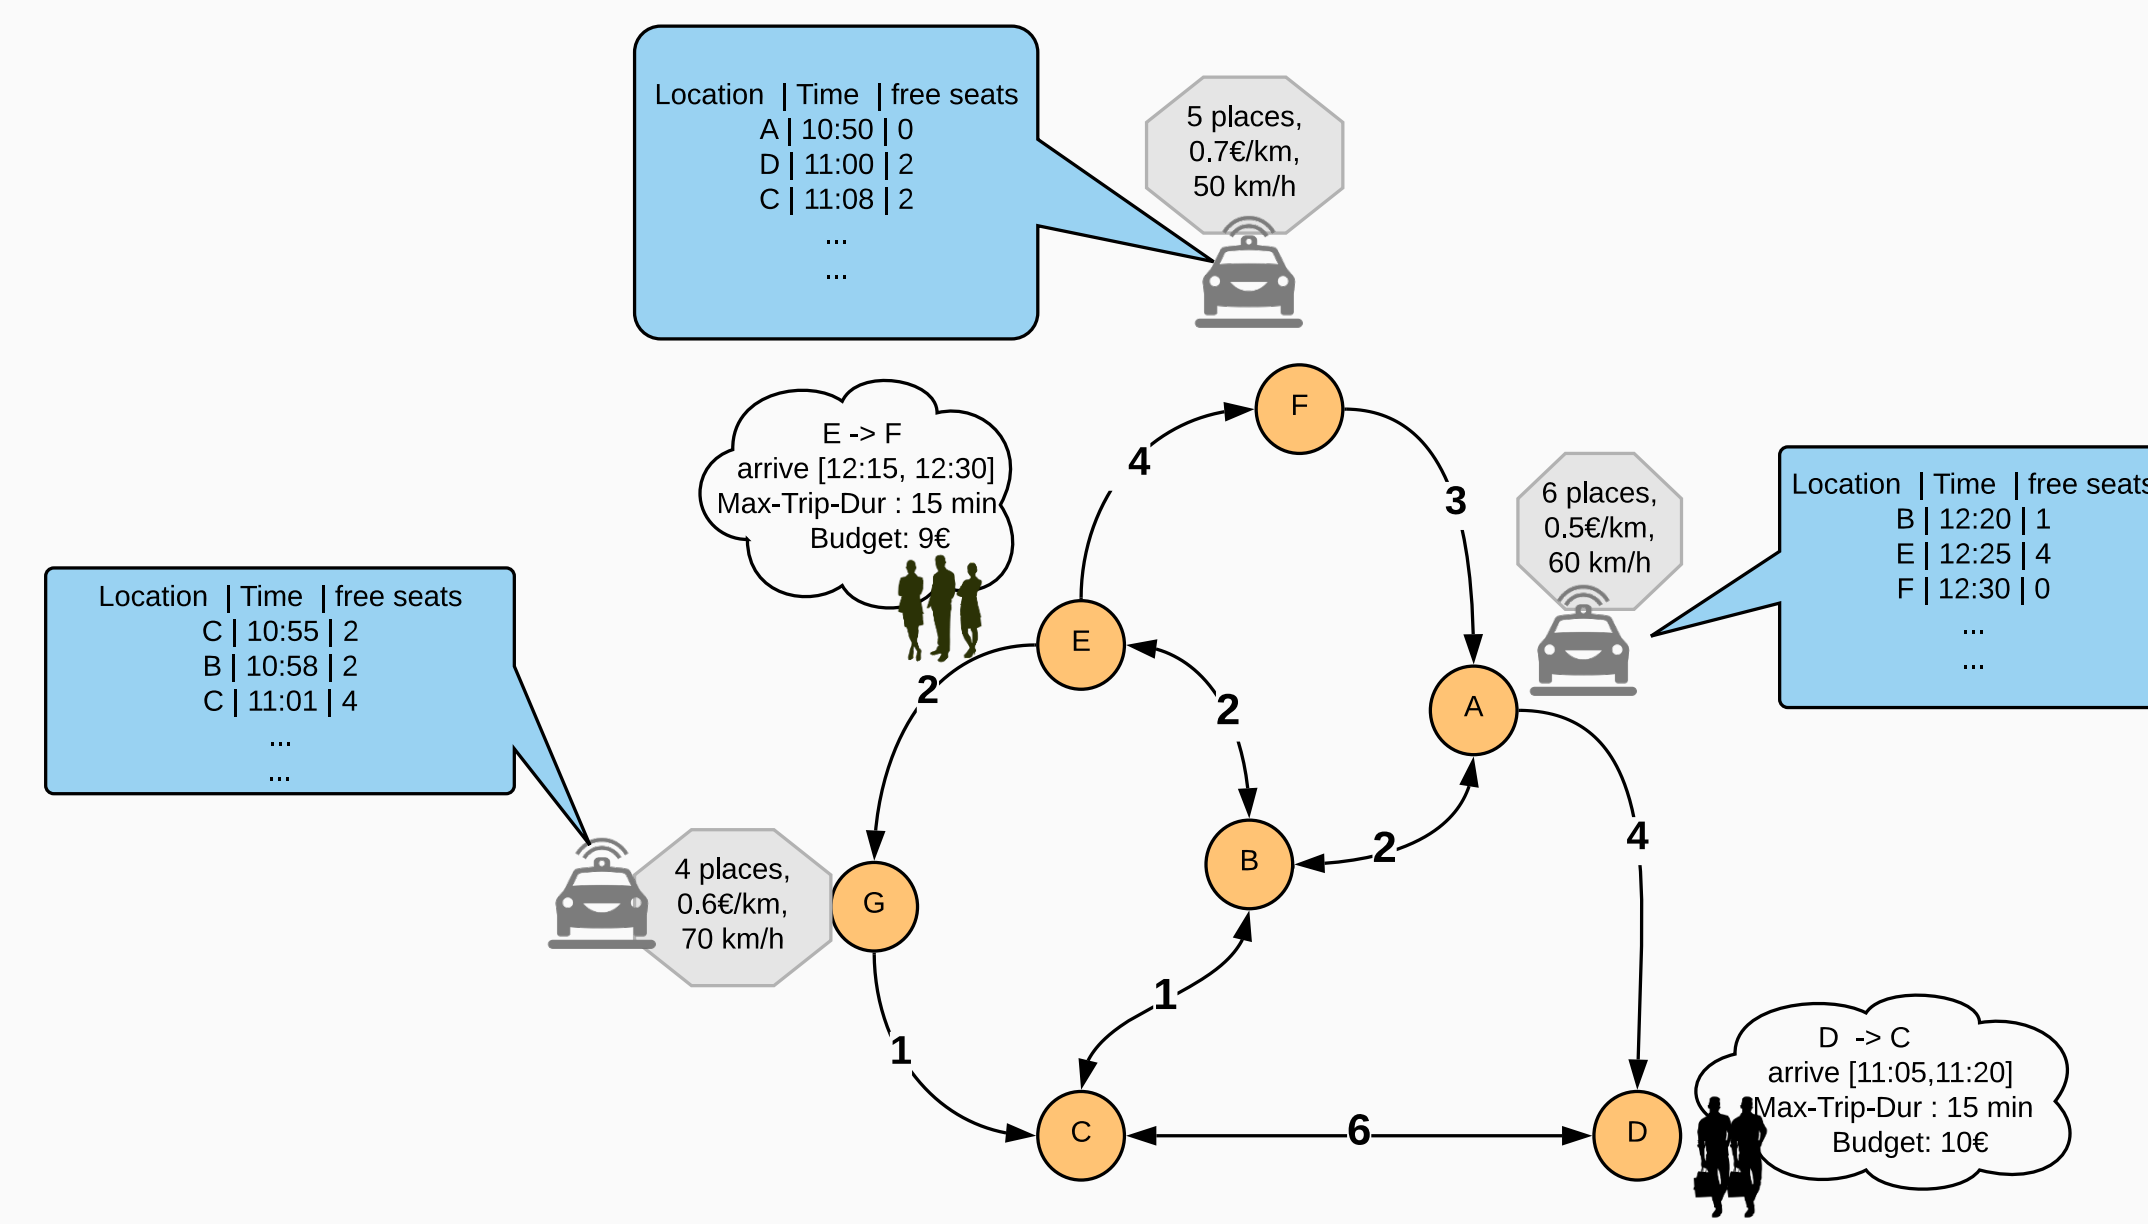 Location | Time | free seats
A | 10:50 | 0
D | 11:00 | 2
C | 11:08 | 2
...
...
5 places,
0.7€/km,
50 km/h
F
E -> F
arrive [12:15, 12:30]
Max-Trip-Dur : 15 min
Budget: 9€
4
3
6 places,
0.5€/km,
60 km/h
Location | Time | free seats
B | 12:20 | 1
E | 12:25 | 4
F | 12:30 | 0
...
...
Location | Time | free seats
C | 10:55 | 2
B | 10:58 | 2
C | 11:01 | 4
...
...
E
2
2
A
4 places,
0.6€/km,
70 km/h
G
B
2
4
1
1
C
6
D
D -> C
arrive [11:05,11:20]
Max-Trip-Dur : 15 min
Budget: 10€